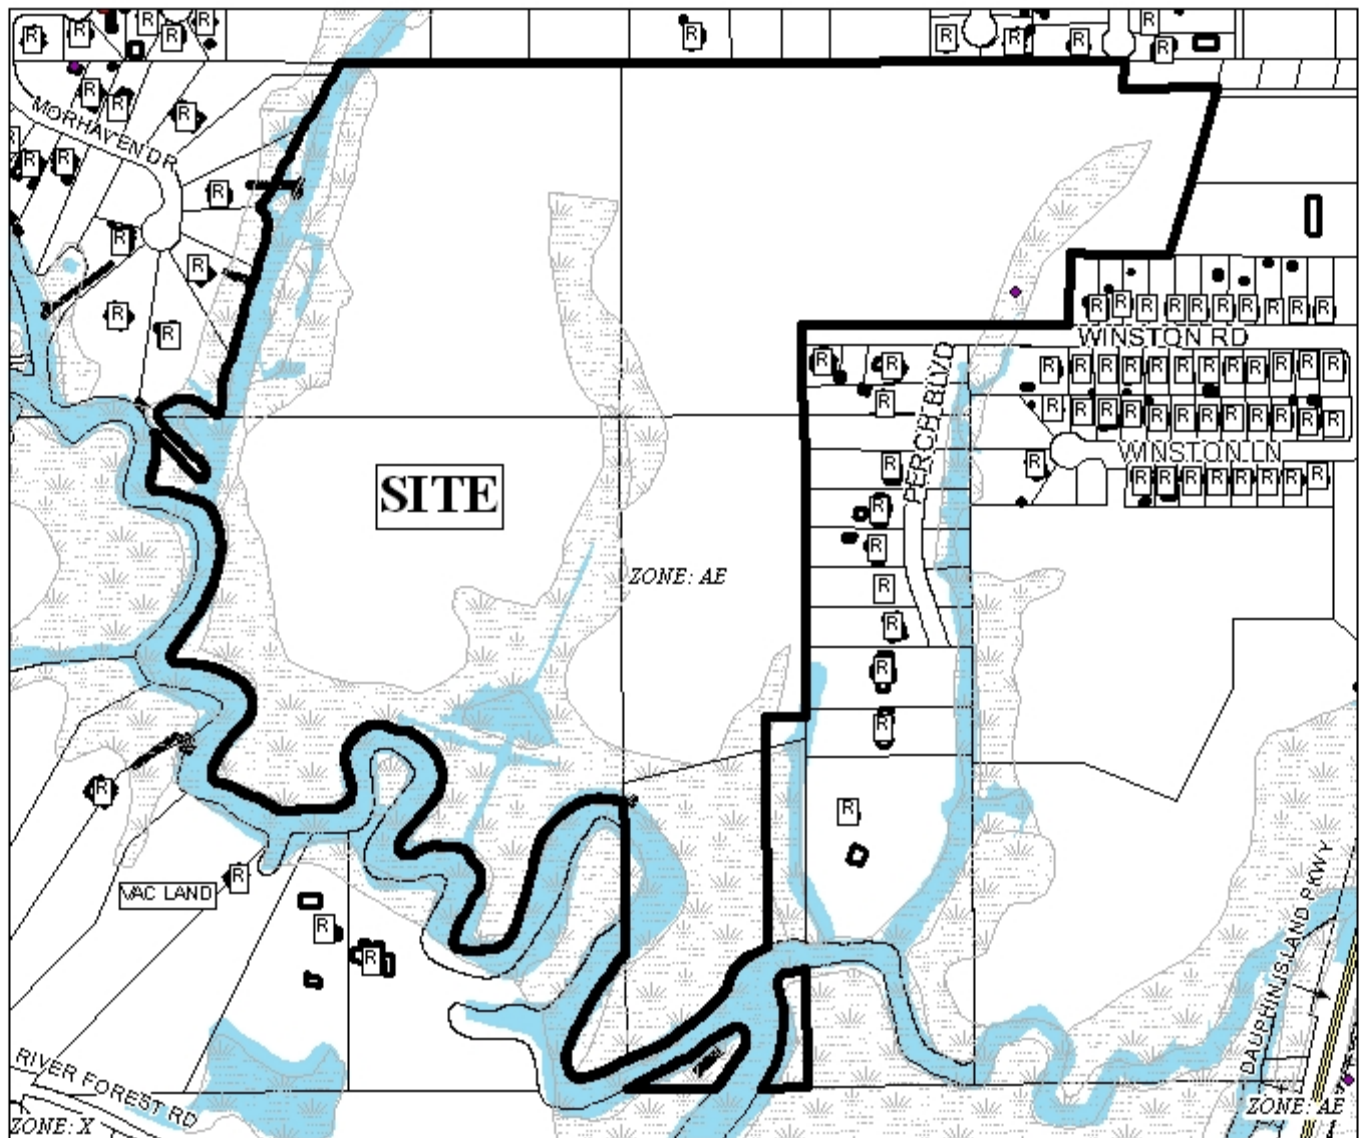 R R R R R R R R R
R R R
MORHAVEN DR
R R R
R
R
R R
R R R R R R R R R R
WINSTON RD
R R R R R R R R R R R R R R
PERCH BLVD
R R R R R R R R R R R R R
WINSTON LN
R R R R R R R R R R
SITE
R
R
ZONE: AE
R
R
R
R
R
R
VAC LAND
R
R
R
DAUPHIN ISLAND PKWY
RIVER FOREST RD
ZONE: X
ZONE: AE